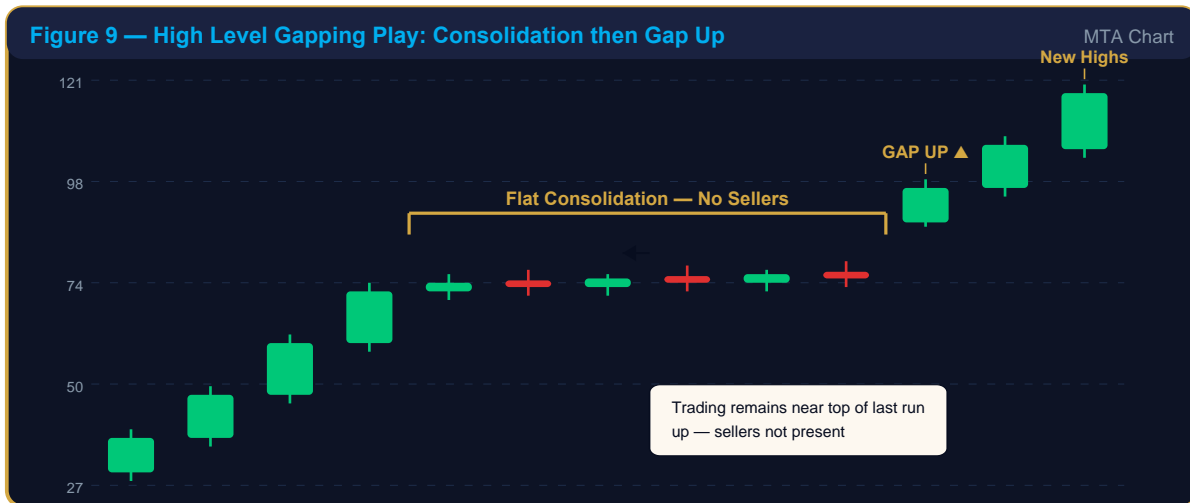 Figure 9 — High Level Gapping Play: Consolidation then Gap Up
MTA Chart
New Highs
121
GAP UP ▲
98
Flat Consolidation — No Sellers
74
50
Trading remains near top of last run
up — sellers not present
27